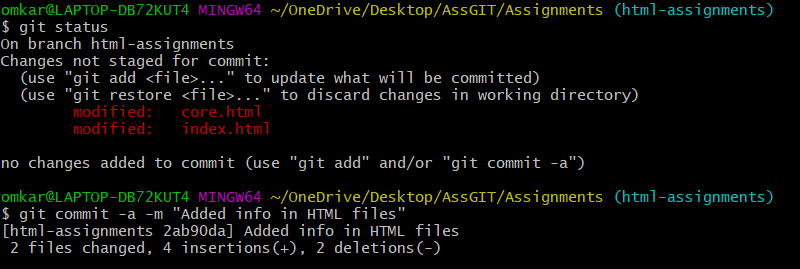 omkar@LAPTOP-DB72KUT4 MINGW64 ~/OneDrive/Desktop/AssGIT/Assignments (html-assignments)
$ git status
On branch html-assignments
Changes not staged for commit:
  (use "git add <file>..." to update what will be committed)
  (use "git restore <file>..." to discard changes in working directory)
        modified:   core.html
        modified:   index.html

no changes added to commit (use "git add" and/or "git commit -a")

omkar@LAPTOP-DB72KUT4 MINGW64 ~/OneDrive/Desktop/AssGIT/Assignments (html-assignments)
$ git commit -a -m "Added info in HTML files"
[html-assignments 2ab90da] Added info in HTML files
 2 files changed, 4 insertions(+), 2 deletions(-)